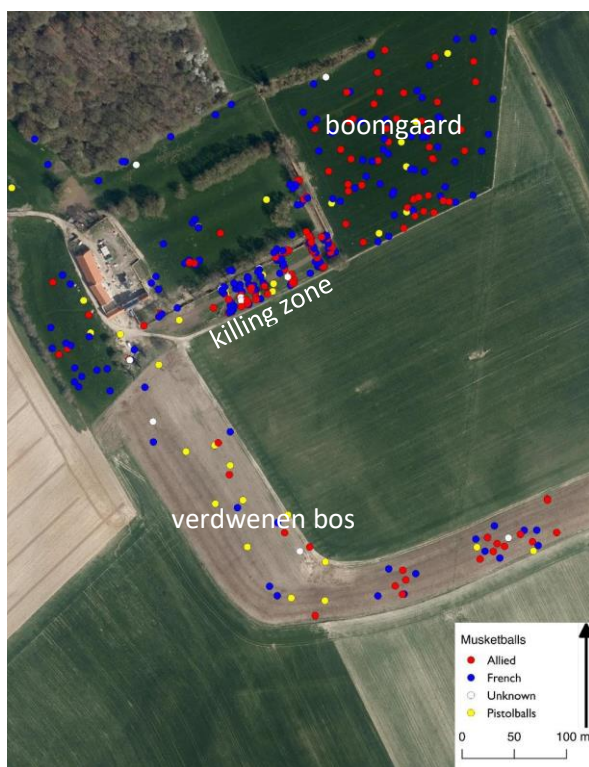 boomgaard
killing zone
verdwenen bos
Musketballs
Allied
French
Unknown
Pistolballs
0 50 100 m